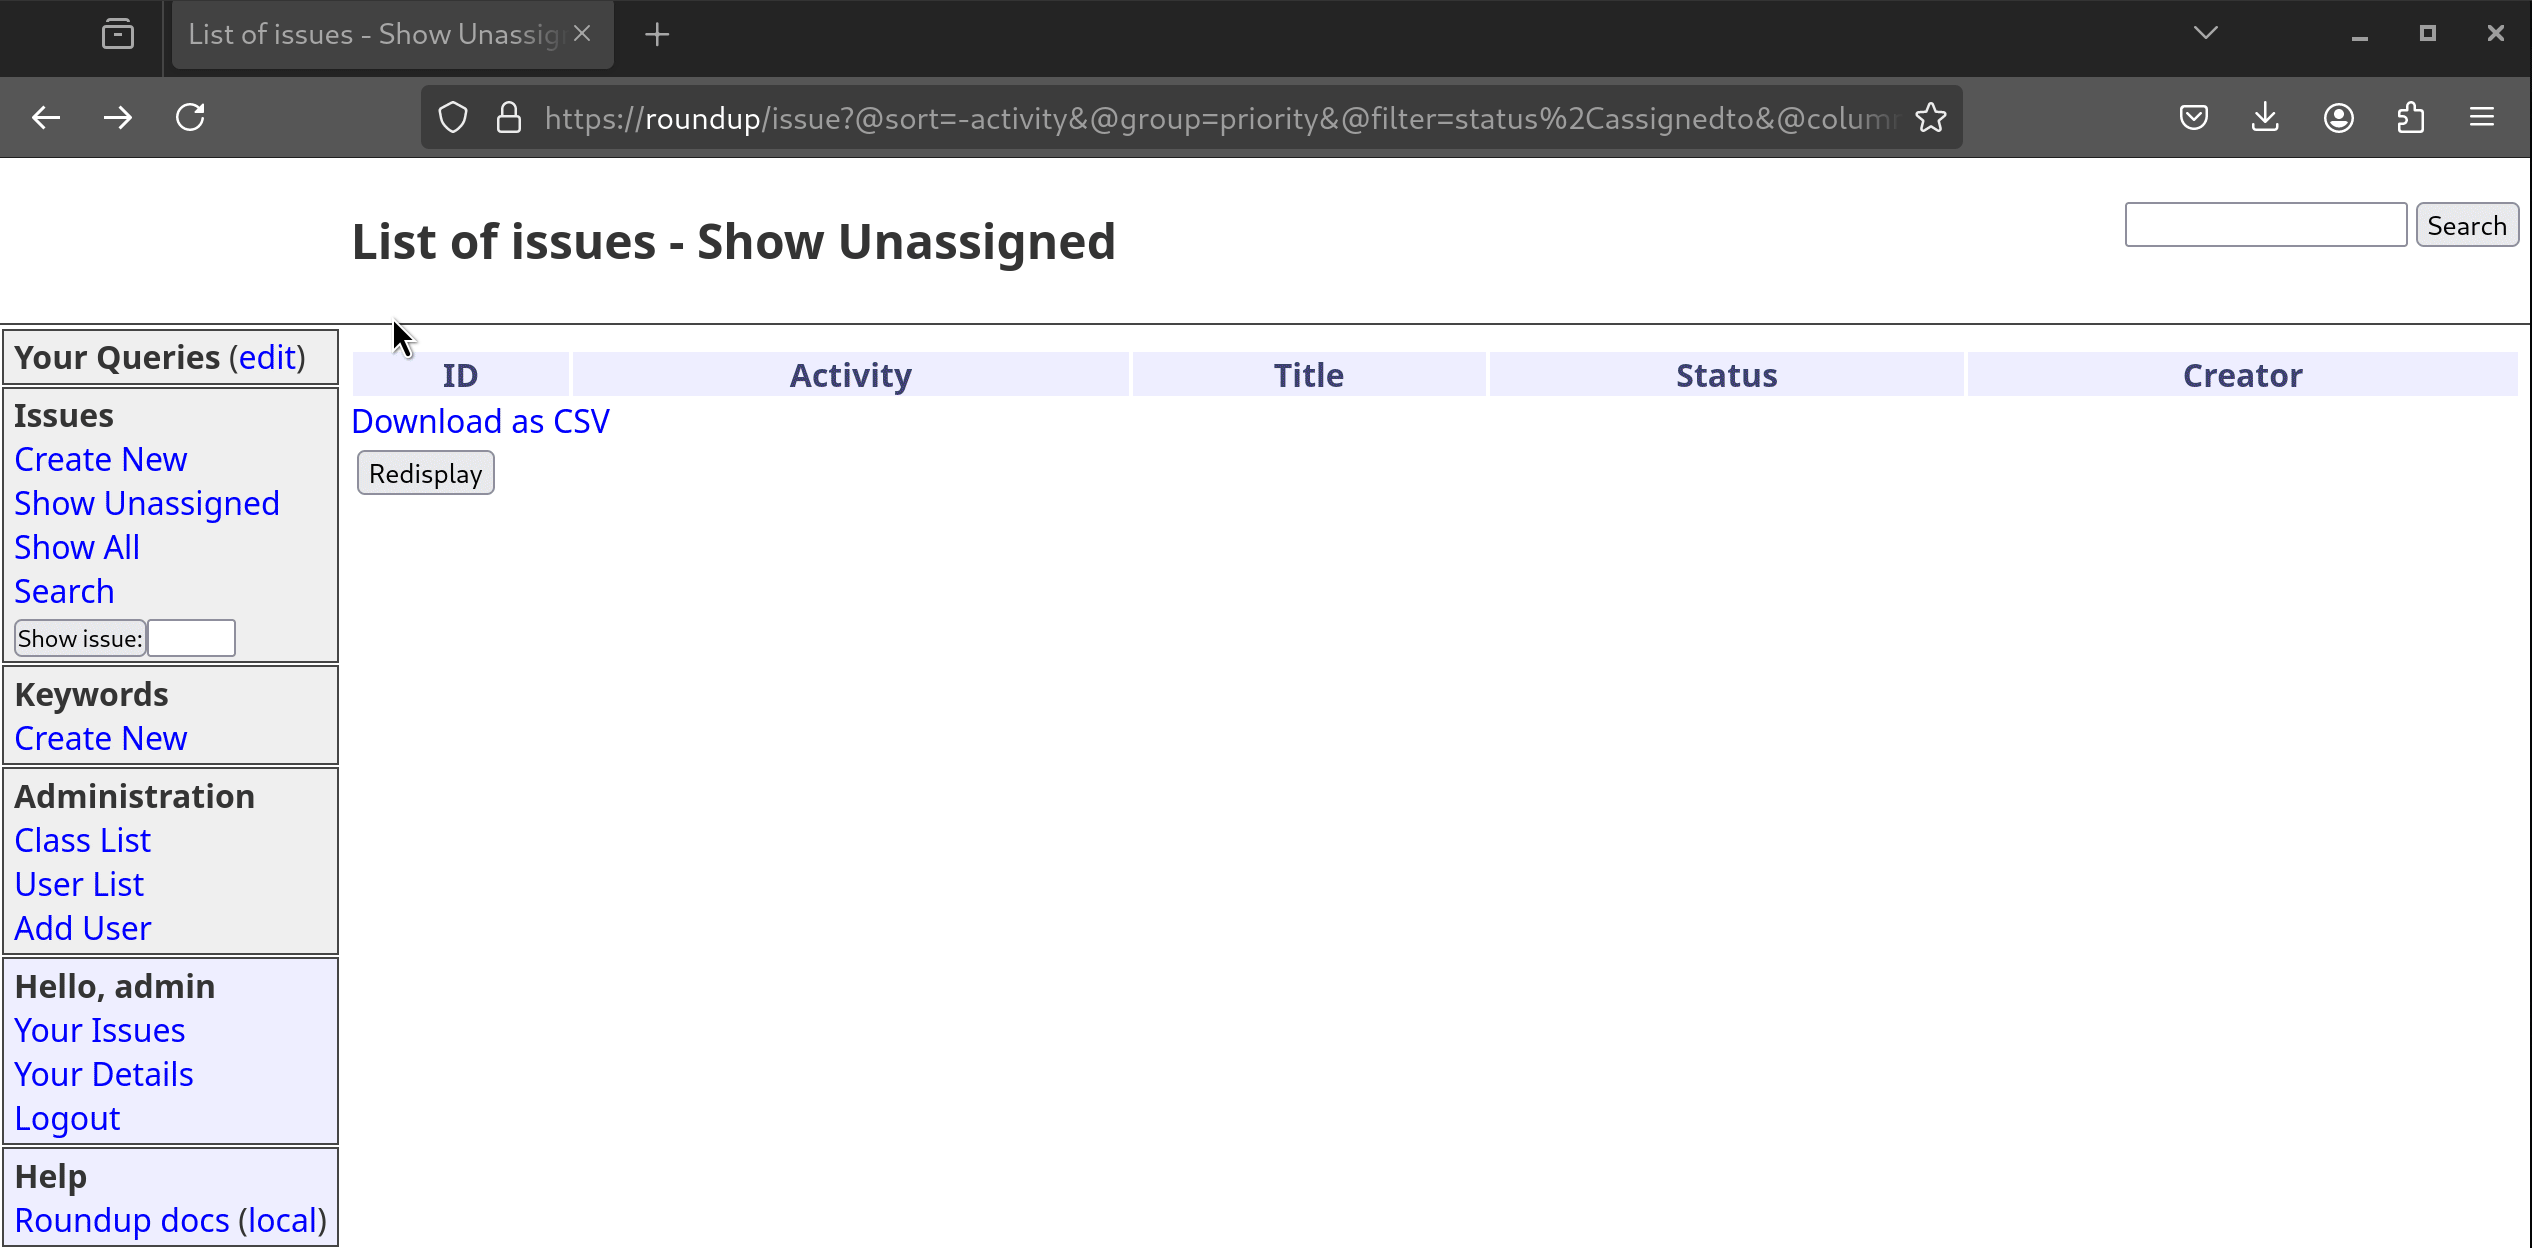 List of issues - Show Unassig
https://roundup/issue?@sort=-activity&@group=priority&@filter=status%2Cassignedto&@colum
List of issues - Show Unassigned
Search
Your Queries (edit)
Issues
Create New
Show Unassigned
Show All
Search
Show issue:
Keywords
Create New
Administration
Class List
User List
Add User
Hello, admin
Your Issues
Your Details
Logout
Help
Roundup docs (local)
ID Activity Title Status Creator
Download as CSV
Redisplay